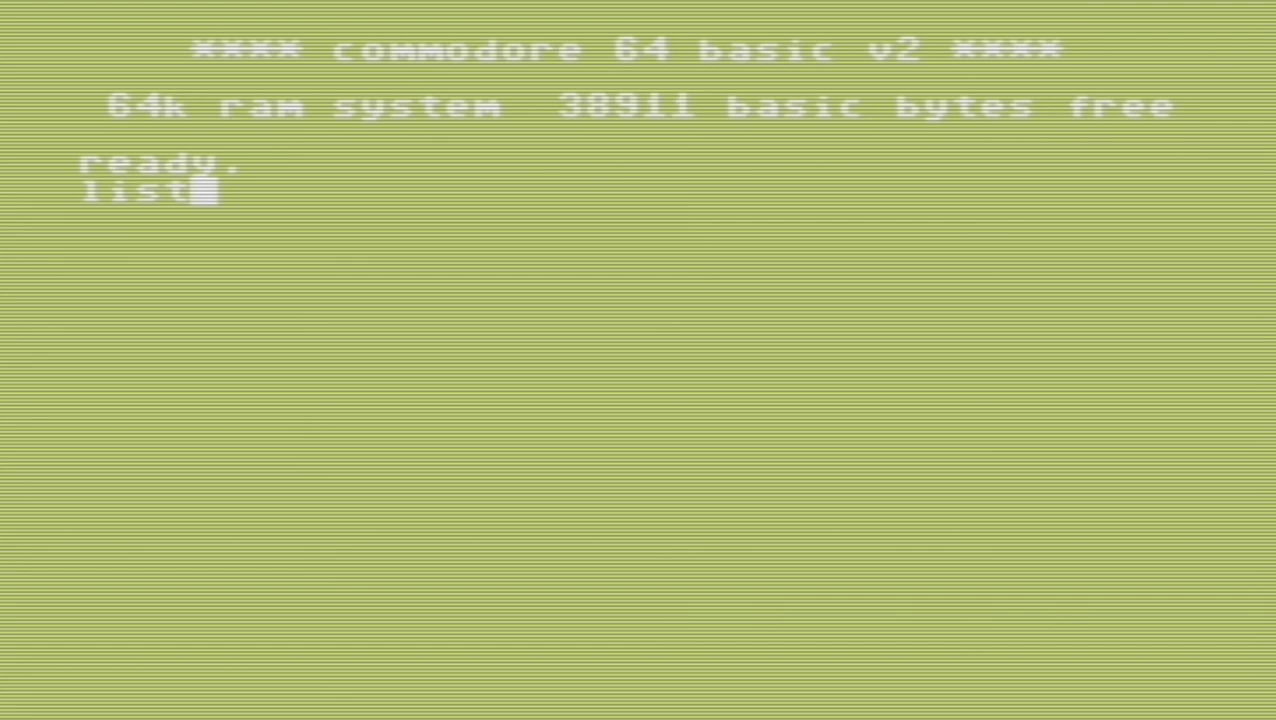 **** commodore 64 basic v2 ****
64k ram system  38911 basic bytes free
ready.
list